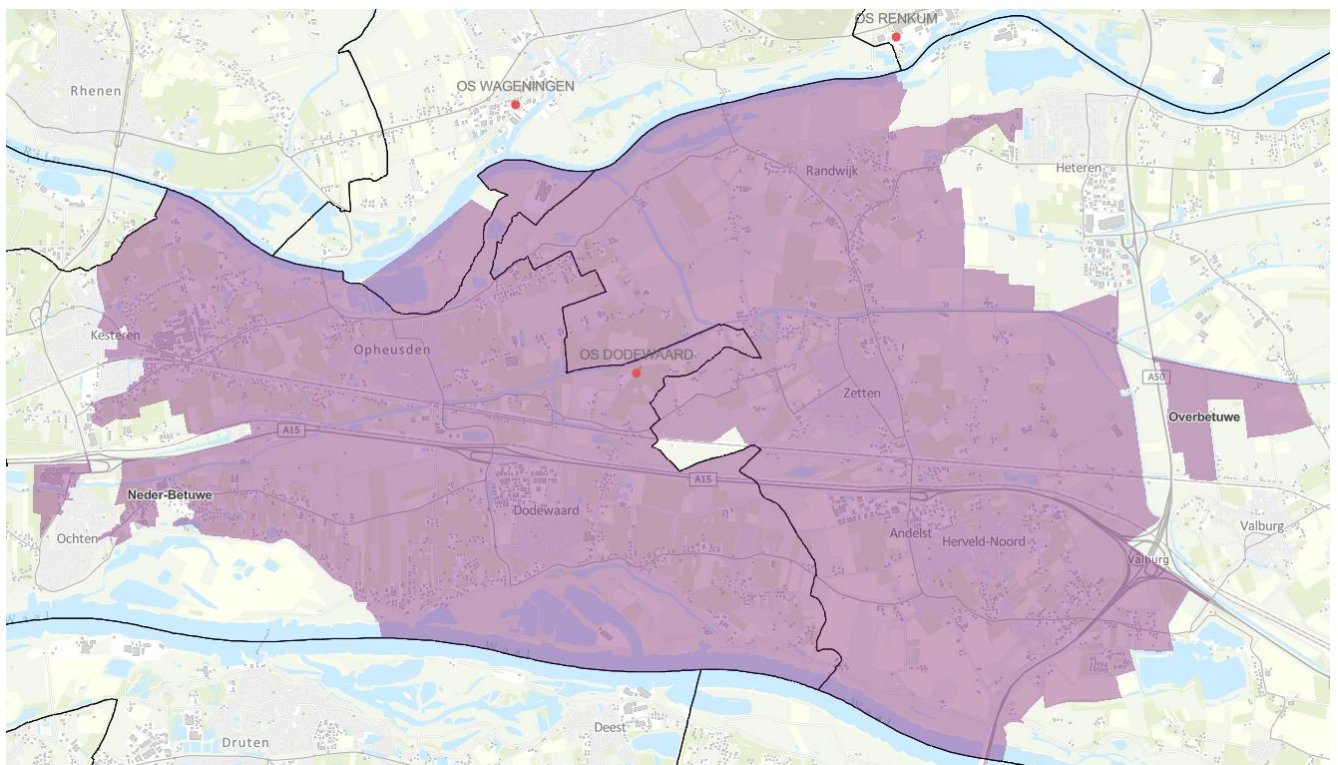 OS RENKUM
Rhenen
OS WAGENINGEN
Randwijk
Heteren
Kesteren
Opheusden
OS DODEWAARD
A50
Zetten
Overbetuwe
A15
A15
Neder-Betuwe
Dodewaard
Ochten
Andelst
Herveld-Noord
Valburg
Valburg
Waal
Druten
Deest